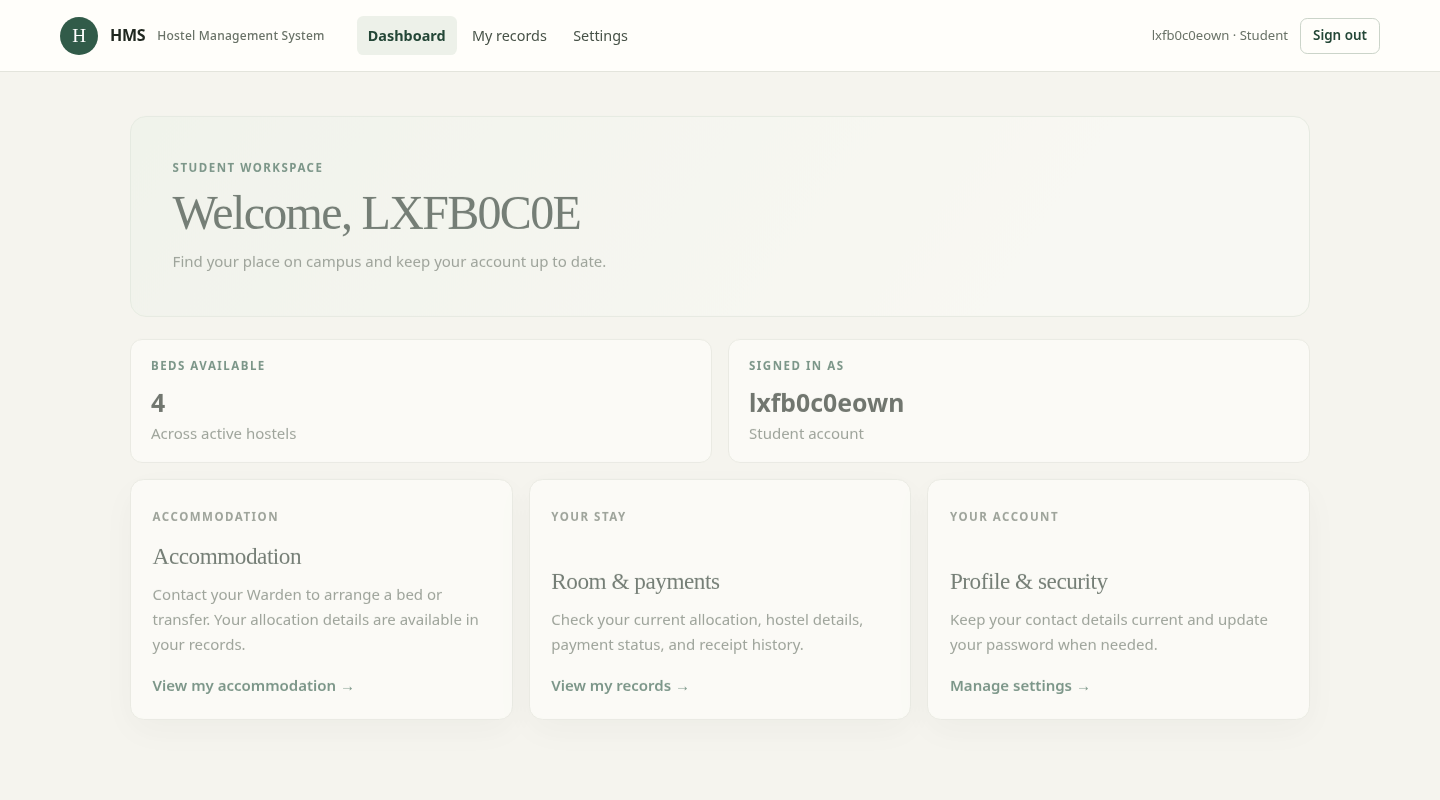 H HMS Hostel Management System Dashboard My records Settings lxfb0c0eown · Student Sign out
STUDENT WORKSPACE
Welcome, LXFB0C0E
Find your place on campus and keep your account up to date.
BEDS AVAILABLE
4
Across active hostels
SIGNED IN AS
lxfb0c0eown
Student account
ACCOMMODATION
Accommodation
Contact your Warden to arrange a bed or
transfer. Your allocation details are available in
your records.
View my accommodation →
YOUR STAY
Room & payments
Check your current allocation, hostel details,
payment status, and receipt history.
View my records →
YOUR ACCOUNT
Profile & security
Keep your contact details current and update
your password when needed.
Manage settings →